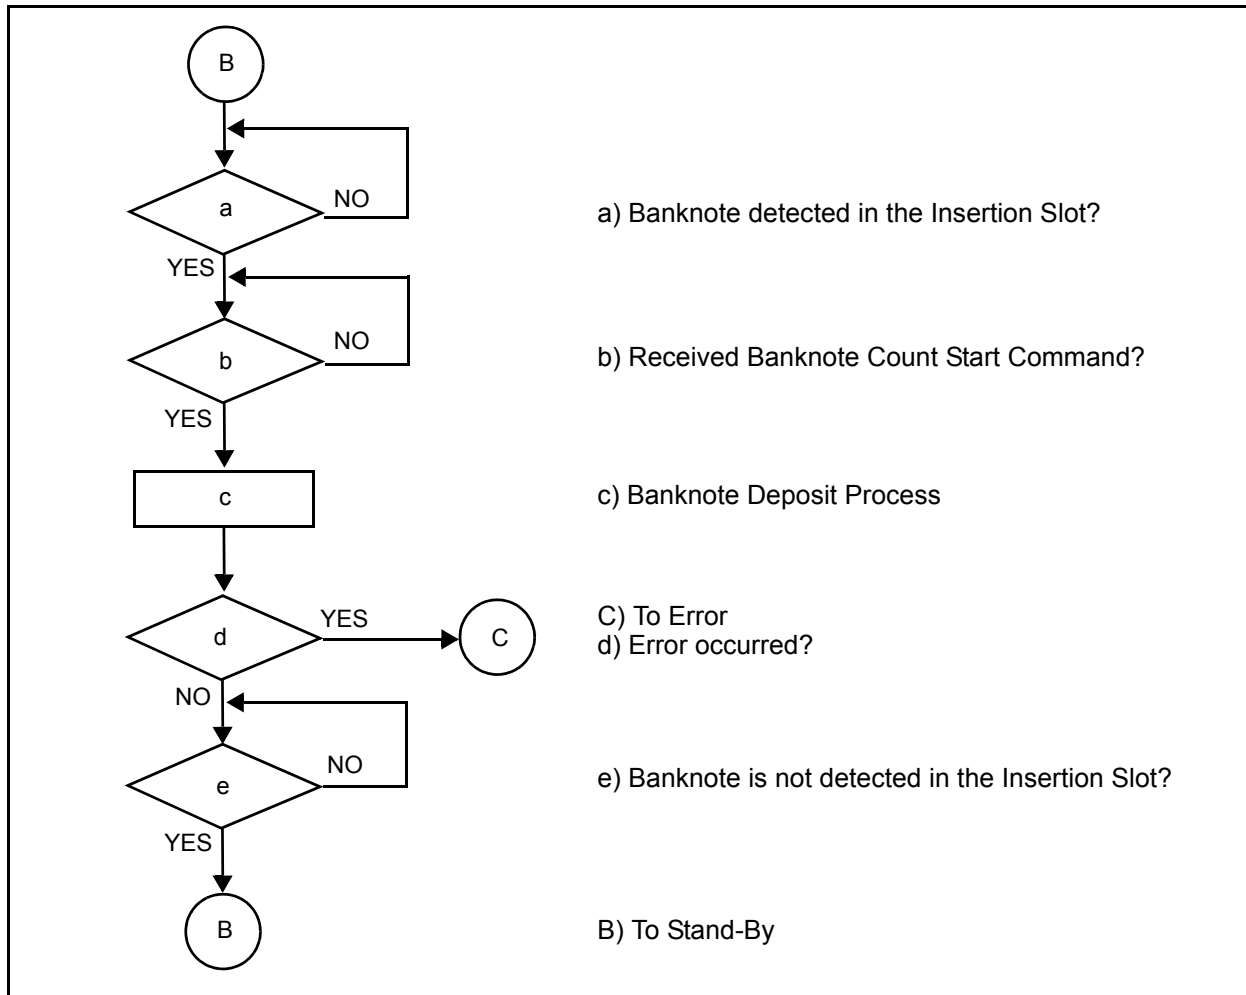 B
a
NO
a) Banknote detected in the Insertion Slot?
YES
b
NO
b) Received Banknote Count Start Command?
YES
c
c) Banknote Deposit Process
d
YES
C
C) To Error
d) Error occurred?
NO
e
NO
e) Banknote is not detected in the Insertion Slot?
YES
B
B) To Stand-By